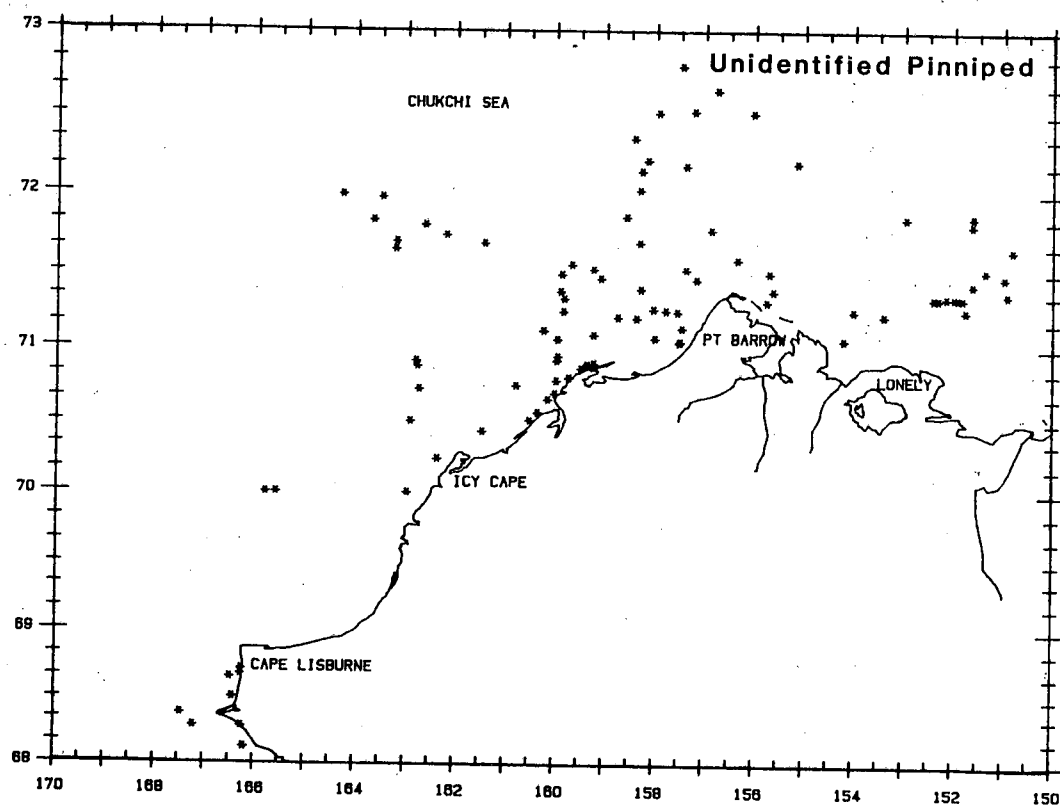 73
* Unidentified Pinniped
CHUKCHI SEA
72
71
PT BARROW
LONELY
70
ICY CAPE
69
CAPE LISBURNE
68
170 168 166 164 162 160 158 156 154 152 150